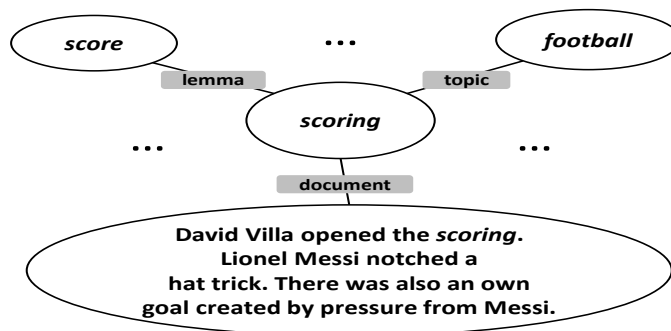 score
...
football
lemma
topic
scoring
...
...
document
David Villa opened the scoring.
Lionel Messi notched a
hat trick. There was also an own
goal created by pressure from Messi.